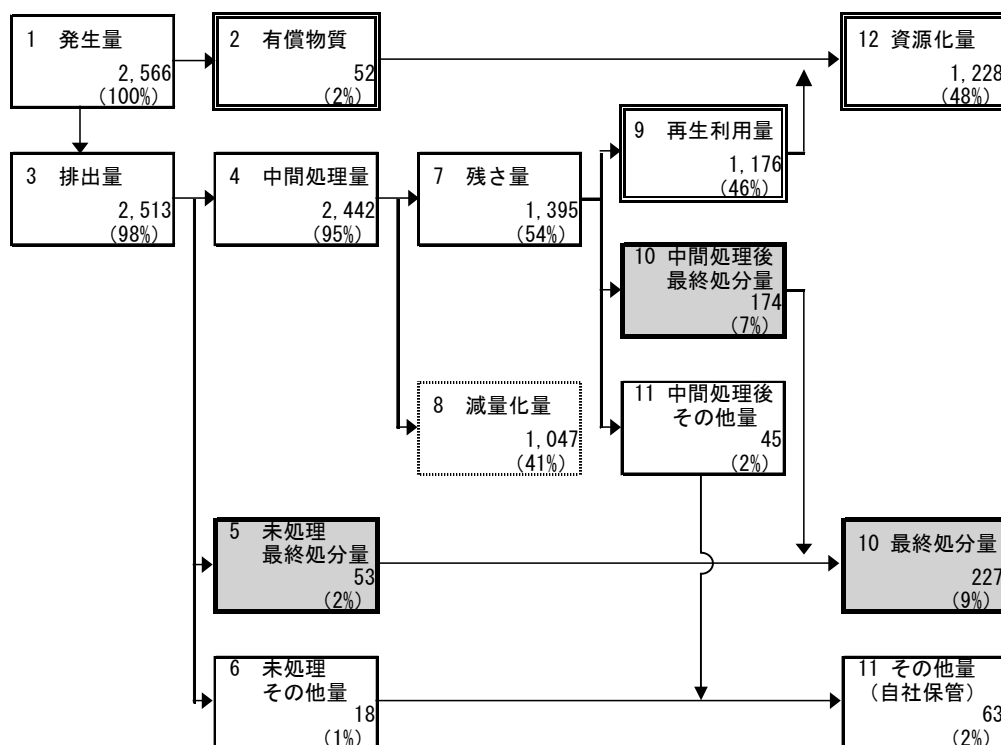 1 発生量
2,566
(100%)
2 有償物質
52
(2%)
12 資源化量
1,228
(48%)
9 再生利用量
1,176
(46%)
3 排出量
2,513
(98%)
4 中間処理量
2,442
(95%)
7 残さ量
1,395
(54%)
10 中間処理後
最終処分量
174
(7%)
8 減量化量
1,047
(41%)
11 中間処理後
その他量
45
(2%)
5 未処理
最終処分量
53
(2%)
10 最終処分量
227
(9%)
6 未処理
その他量
18
(1%)
11 その他量
(自社保管)
63
(2%)